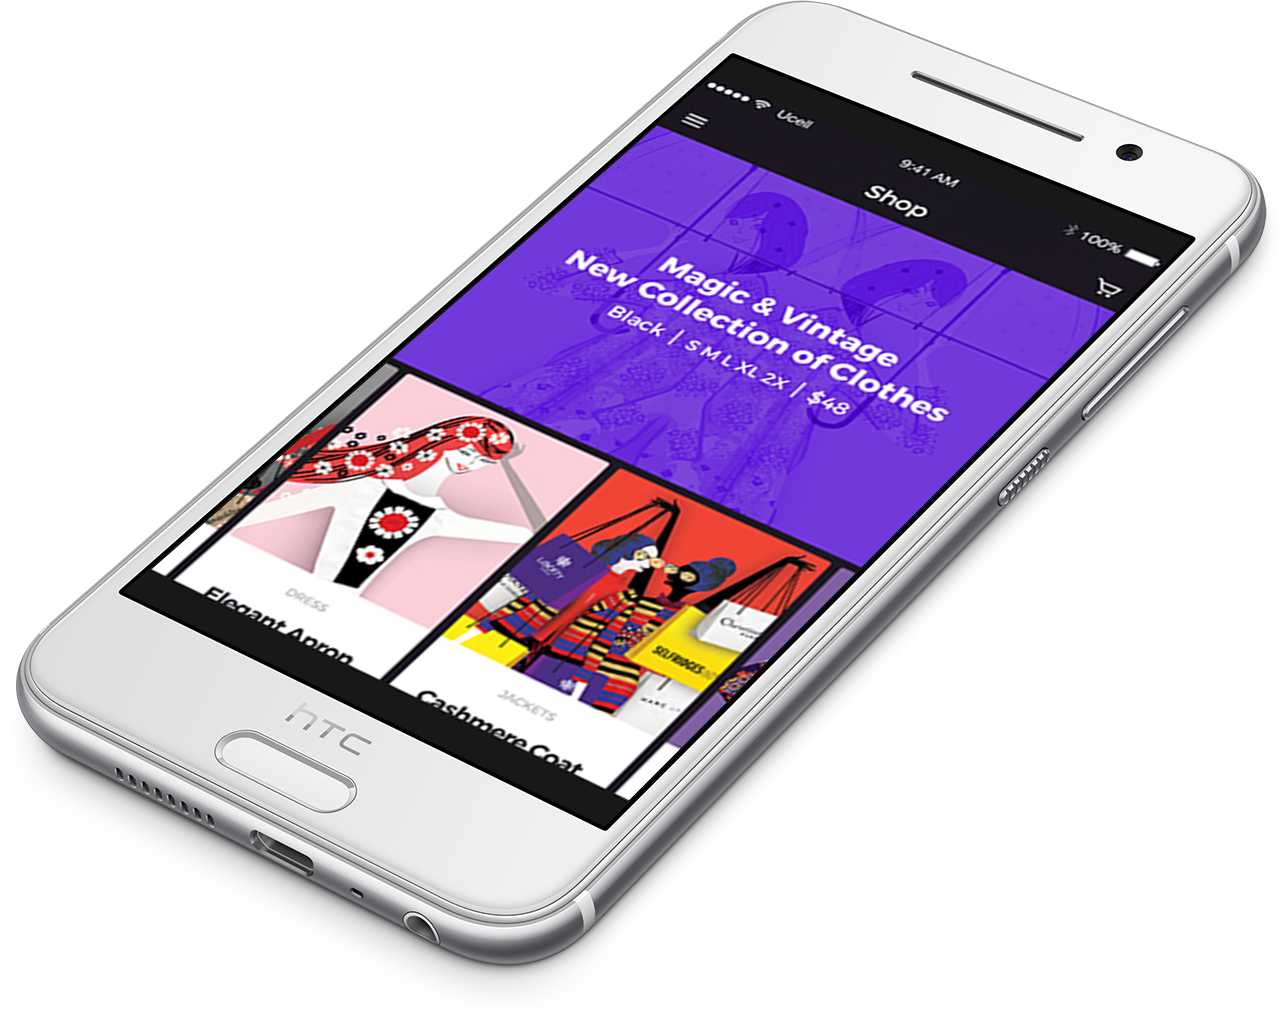 Ucell
9:41 AM
100%
Shop
Magic & Vintage
New Collection of Clothes
Black | S M L XL 2X | $48
SELFRIDGES
DRESS
Elegant Apron
JACKETS
Cashmere Coat
hTC